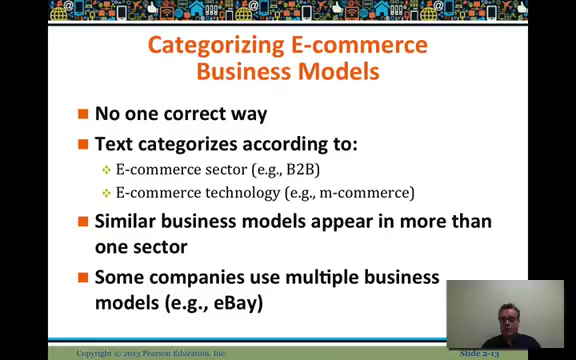 Categorizing E-commerce
Business Models
No one correct way
Text categorizes according to:
E-commerce sector (e.g., B2B)
E-commerce technology (e.g., m-commerce)
Similar business models appear in more than
one sector
Some companies use multiple business
models (e.g., eBay)
Copyright © 2013 Pearson Education, Inc.
Slide 2-13